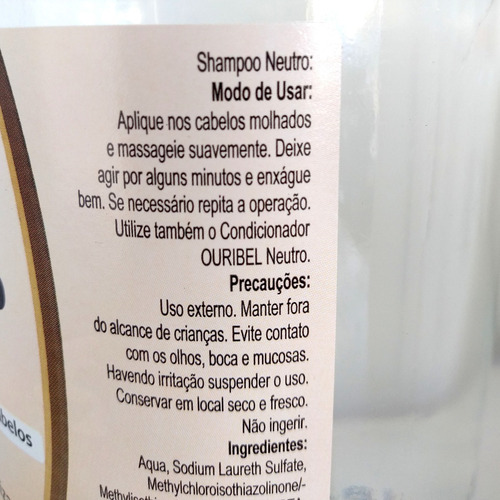 Shampoo Neutro:
Modo de Usar:
Aplique nos cabelos molhados
e massageie suavemente. Deixe
agir por alguns minutos e enxágue
bem. Se necessário repita a operação.
Utilize também o Condicionador
OURIBEL Neutro.
Precauções:
Uso externo. Manter fora
do alcance de crianças. Evite contato
com os olhos, boca e mucosas.
Havendo irritação suspender o uso.
Conservar em local seco e fresco.
Não ingerir.
Ingredientes:
Aqua, Sodium Laureth Sulfate,
Methylchloroisothiazolinone/-